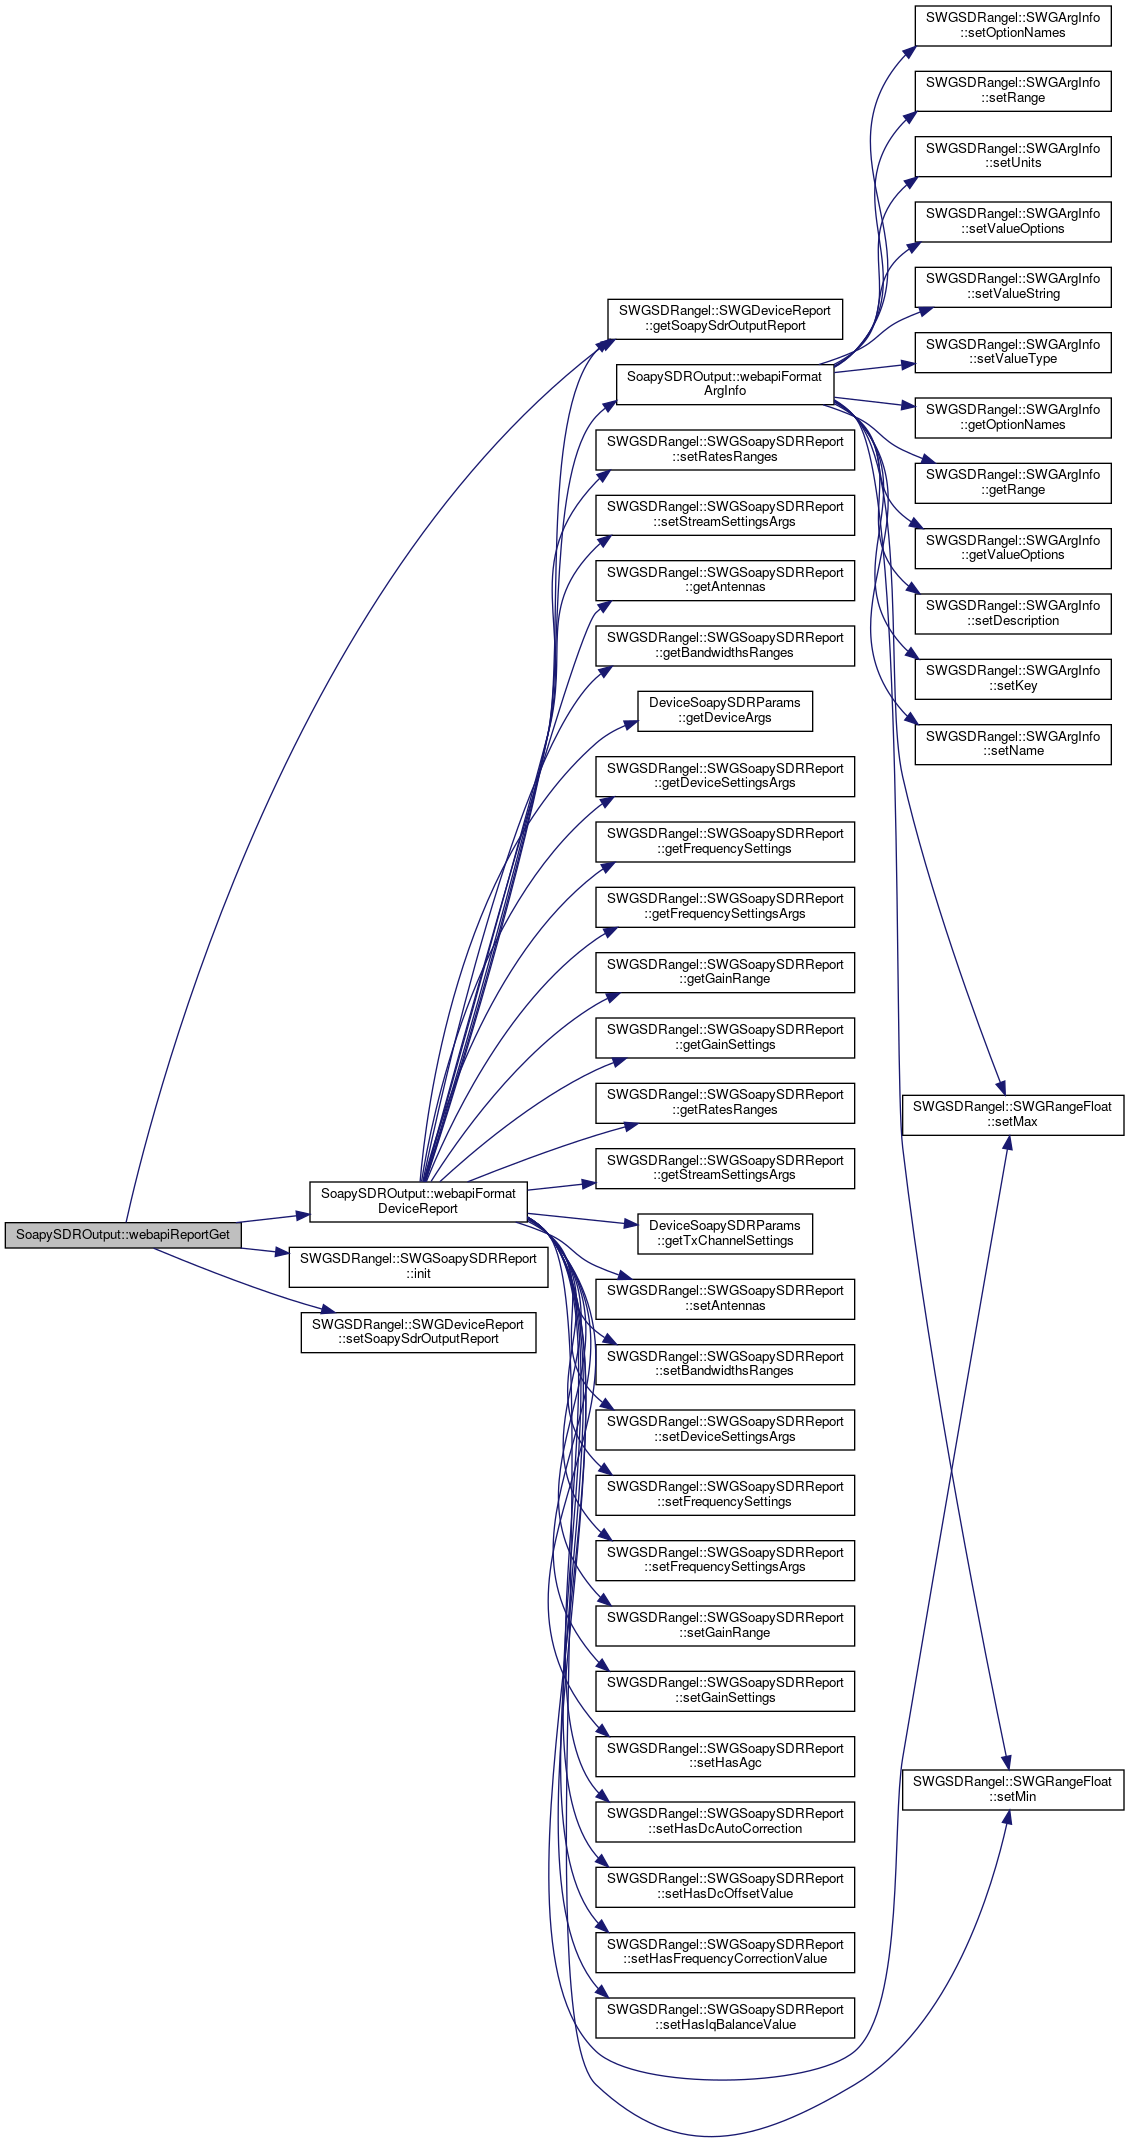 SWGSDRangel::SWGArgInfo
::setOptionNames
SWGSDRangel::SWGArgInfo
::setRange
SWGSDRangel::SWGArgInfo
::setUnits
SWGSDRangel::SWGArgInfo
::setValueOptions
SWGSDRangel::SWGArgInfo
::setValueString
SWGSDRangel::SWGArgInfo
::setValueType
SWGSDRangel::SWGArgInfo
::getOptionNames
SWGSDRangel::SWGArgInfo
::getRange
SWGSDRangel::SWGArgInfo
::getValueOptions
SWGSDRangel::SWGArgInfo
::setDescription
SWGSDRangel::SWGArgInfo
::setKey
SWGSDRangel::SWGArgInfo
::setName
SWGSDRangel::SWGRangeFloat
::setMax
SWGSDRangel::SWGRangeFloat
::setMin
SWGSDRangel::SWGDeviceReport
::getSoapySdrOutputReport
SoapySDROutput::webapiFormat
ArgInfo
SWGSDRangel::SWGSoapySDRReport
::setRatesRanges
SWGSDRangel::SWGSoapySDRReport
::setStreamSettingsArgs
SWGSDRangel::SWGSoapySDRReport
::getAntennas
SWGSDRangel::SWGSoapySDRReport
::getBandwidthsRanges
DeviceSoapySDRParams
::getDeviceArgs
SWGSDRangel::SWGSoapySDRReport
::getDeviceSettingsArgs
SWGSDRangel::SWGSoapySDRReport
::getFrequencySettings
SWGSDRangel::SWGSoapySDRReport
::getFrequencySettingsArgs
SWGSDRangel::SWGSoapySDRReport
::getGainRange
SWGSDRangel::SWGSoapySDRReport
::getGainSettings
SWGSDRangel::SWGSoapySDRReport
::getRatesRanges
SWGSDRangel::SWGSoapySDRReport
::getStreamSettingsArgs
DeviceSoapySDRParams
::getTxChannelSettings
SWGSDRangel::SWGSoapySDRReport
::setAntennas
SWGSDRangel::SWGSoapySDRReport
::setBandwidthsRanges
SWGSDRangel::SWGSoapySDRReport
::setDeviceSettingsArgs
SWGSDRangel::SWGSoapySDRReport
::setFrequencySettings
SWGSDRangel::SWGSoapySDRReport
::setFrequencySettingsArgs
SWGSDRangel::SWGSoapySDRReport
::setGainRange
SWGSDRangel::SWGSoapySDRReport
::setGainSettings
SWGSDRangel::SWGSoapySDRReport
::setHasAgc
SWGSDRangel::SWGSoapySDRReport
::setHasDcAutoCorrection
SWGSDRangel::SWGSoapySDRReport
::setHasDcOffsetValue
SWGSDRangel::SWGSoapySDRReport
::setHasFrequencyCorrectionValue
SWGSDRangel::SWGSoapySDRReport
::setHasIqBalanceValue
SoapySDROutput::webapiFormat
DeviceReport
SoapySDROutput::webapiReportGet
SWGSDRangel::SWGSoapySDRReport
::init
SWGSDRangel::SWGDeviceReport
::setSoapySdrOutputReport